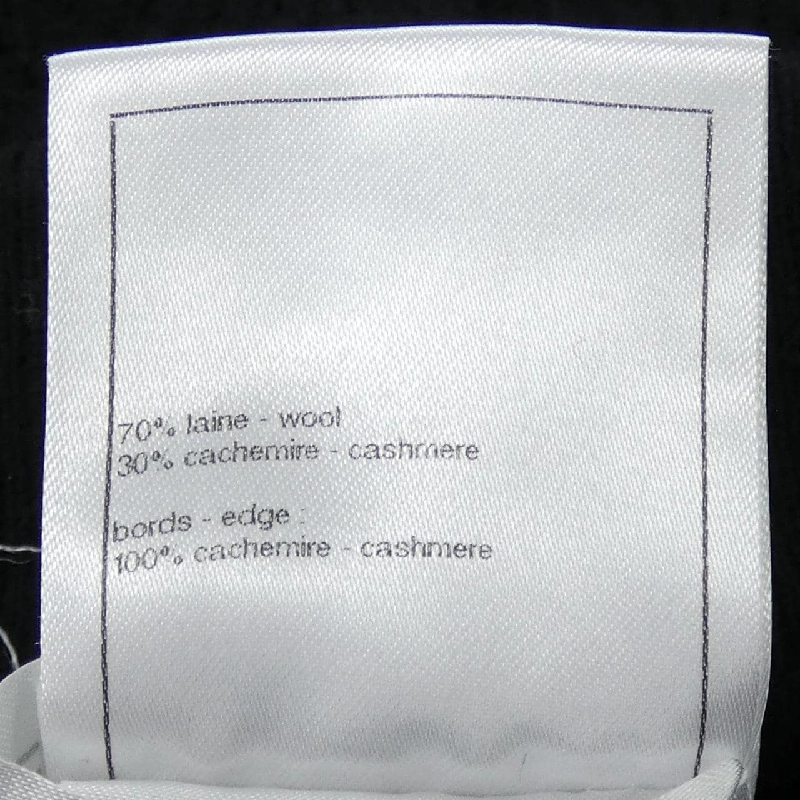 70% laine - wool
30% cachemire - cashmere
bords - edge :
100% cachemire - cashmere